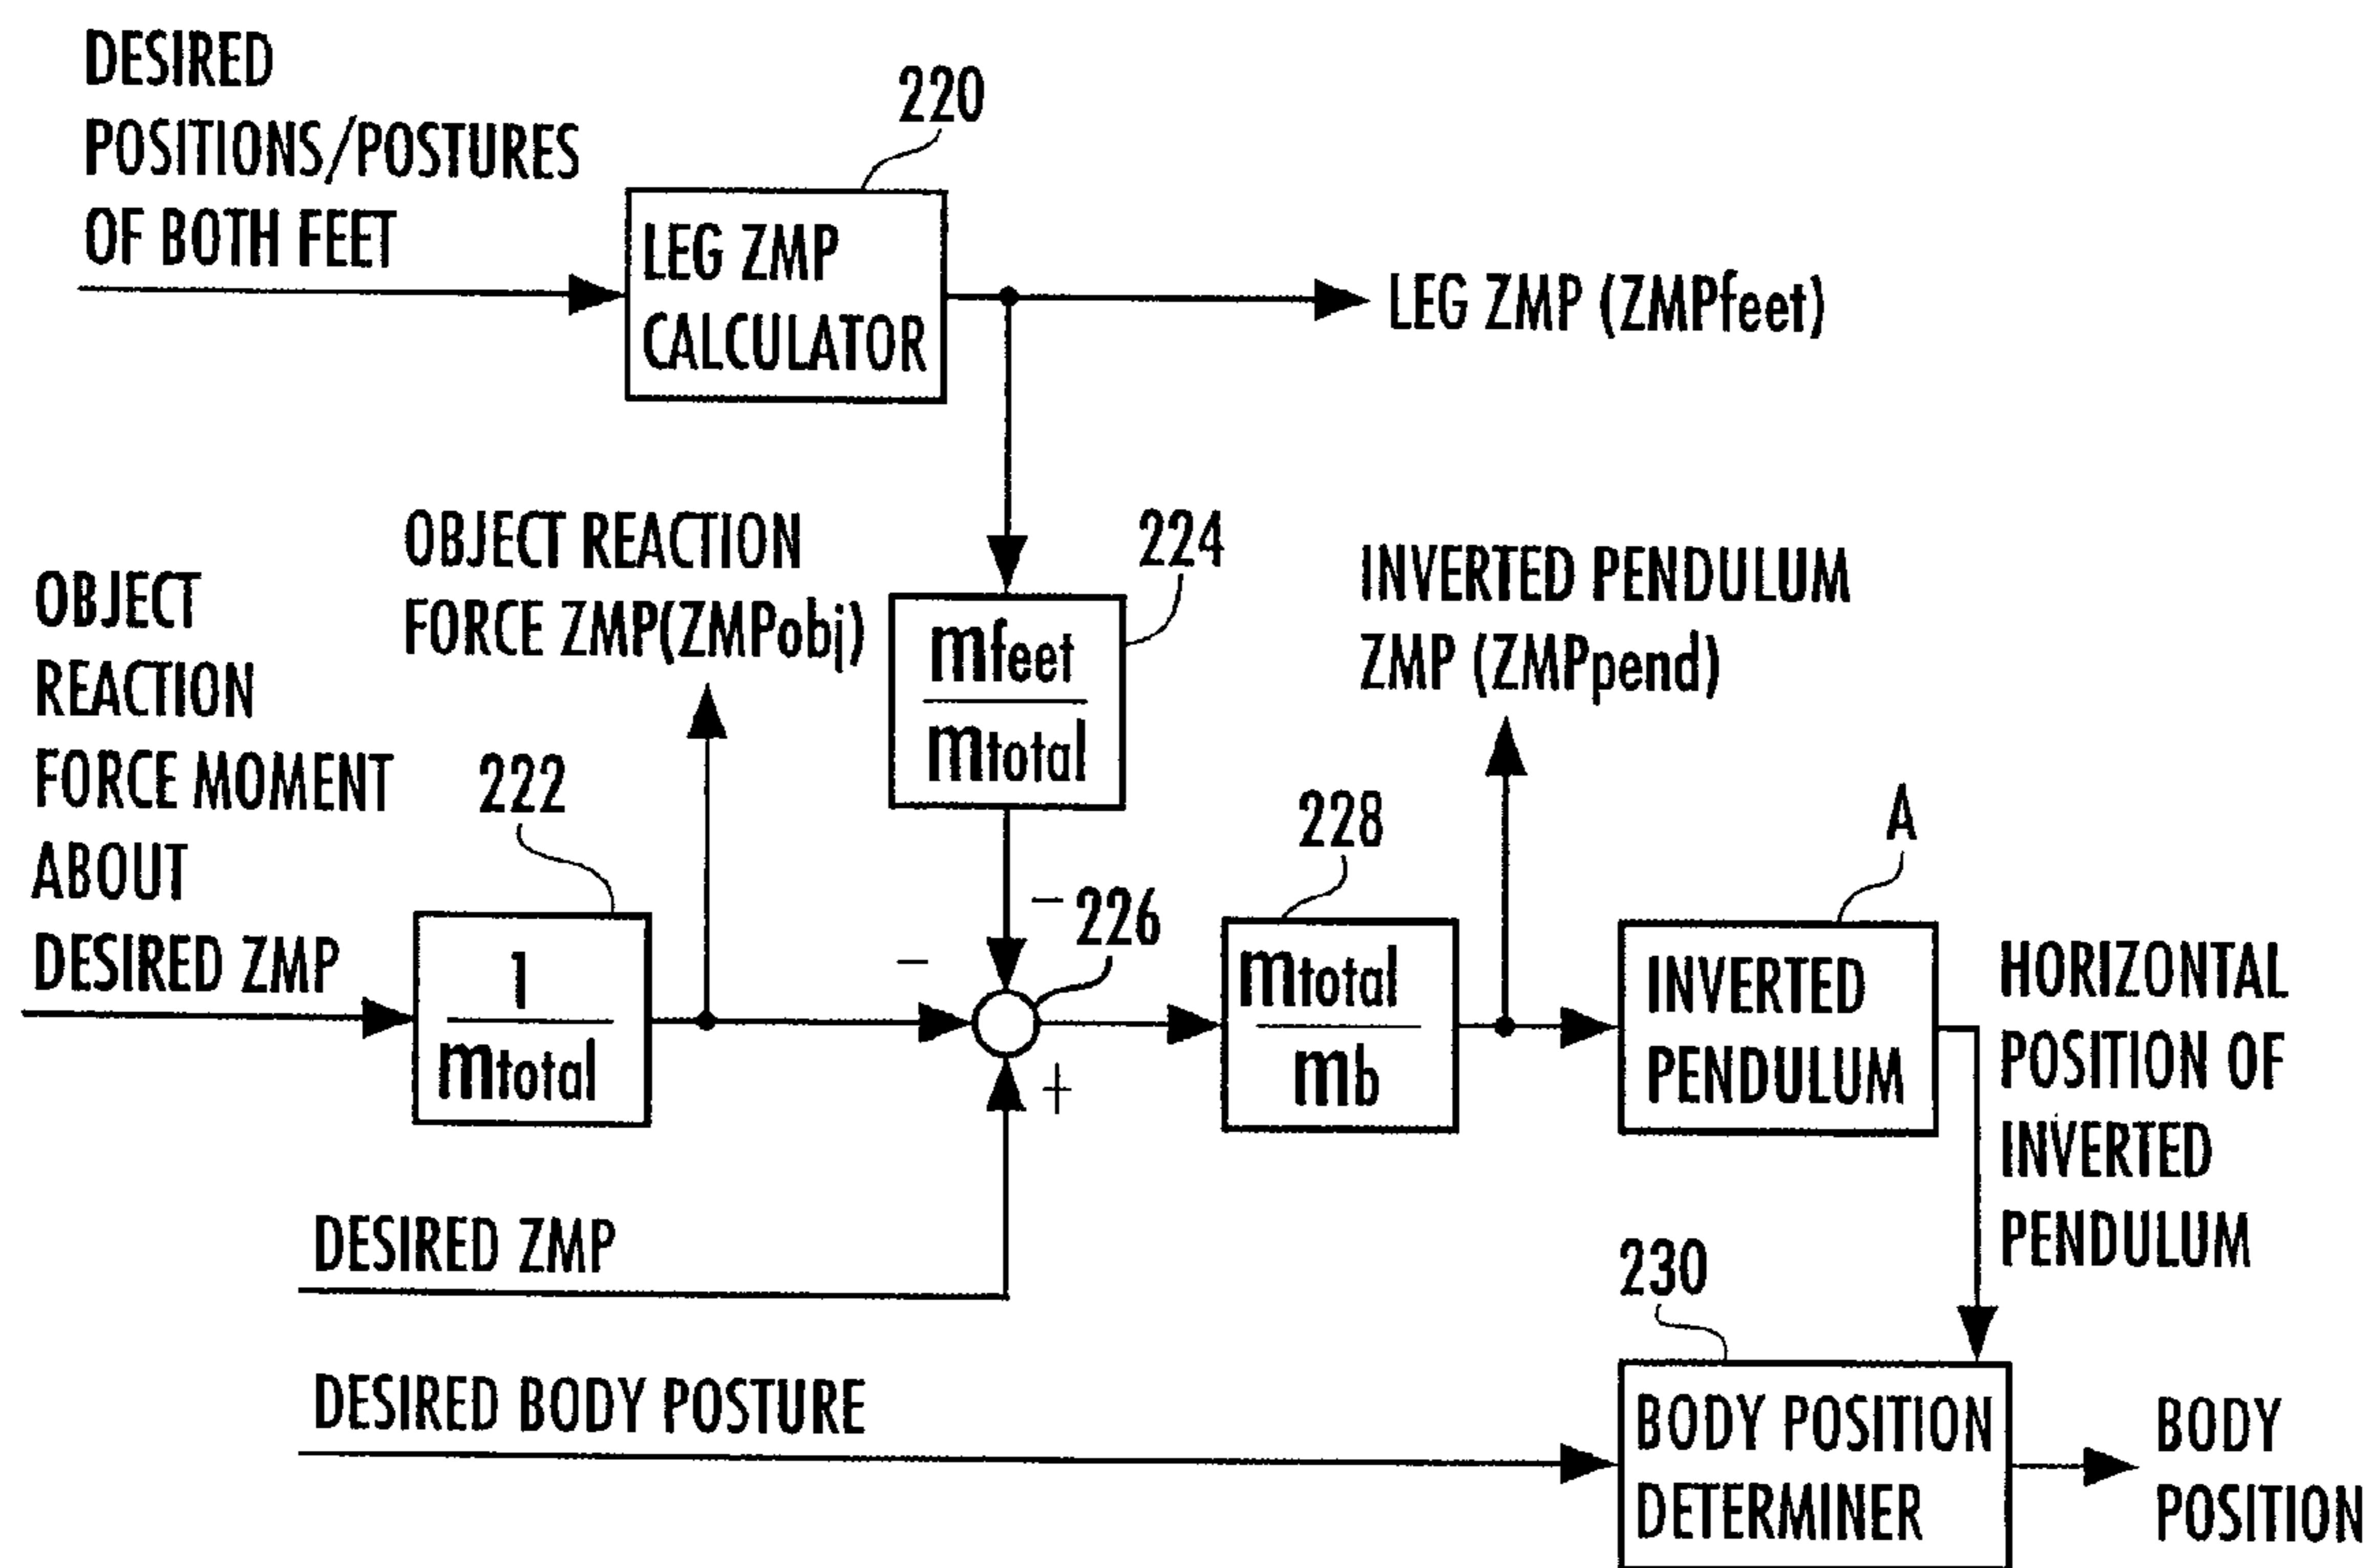 DESIRED
POSITIONS/POSTURES
OF BOTH FEET
220
LEG ZMP
CALCULATOR
LEG ZMP (ZMPfeet)
OBJECT REACTION
FORCE ZMP(ZMPobj)
224
mfeet
mtotal
INVERTED PENDULUM
ZMP (ZMPpend)
OBJECT
REACTION
FORCE MOMENT
ABOUT
DESIRED ZMP
222
1
mtotal
−
− 226
+
228
mtotal
mb
A
INVERTED
PENDULUM
HORIZONTAL
POSITION OF
INVERTED
PENDULUM
DESIRED ZMP
230
DESIRED BODY POSTURE
BODY POSITION
DETERMINER
BODY
POSITION